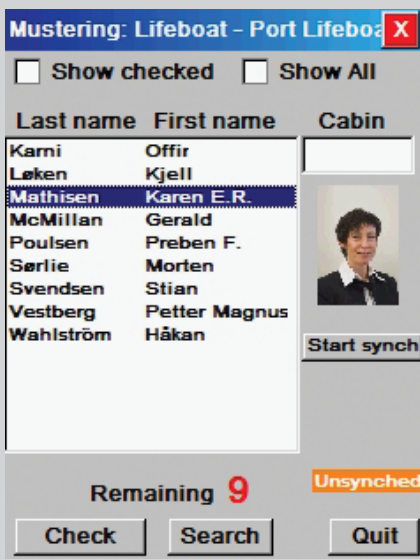 Mustering: Lifeboat - Port Lifeboa X
Show checked Show All
Last name First name Cabin
Karni Offir
Løken Kjell
Mathisen Karen E.R.
McMillan Gerald
Poulsen Preben F.
Sørlie Morten
Svendsen Stian
Vestberg Petter Magnus
Wahlström Håkan
Start synch
Unsynched
Remaining 9
Check Search Quit